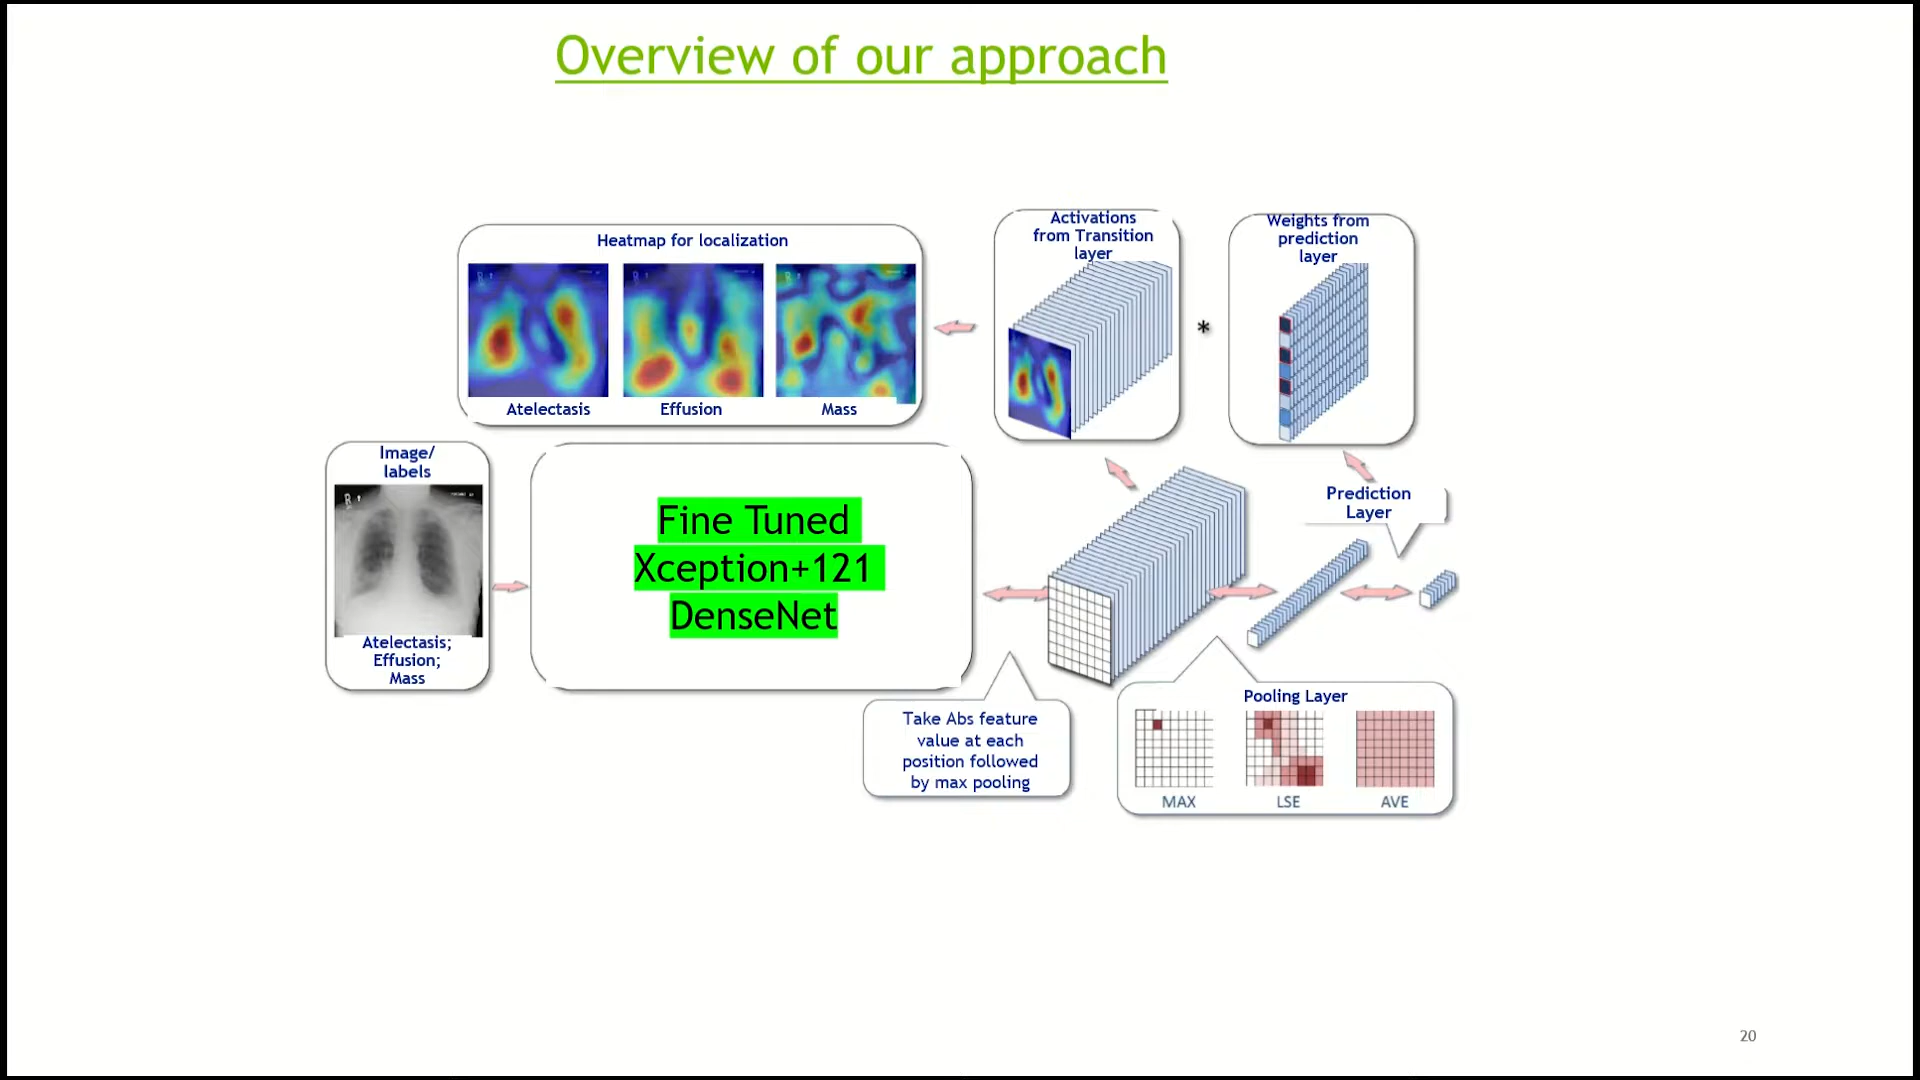 Overview of our approach
Heatmap for localization
Atelectasis
Effusion
Mass
Activations
from Transition
layer
*
Weights from
prediction
layer
Image/
labels
R
Atelectasis;
Effusion;
Mass
Fine Tuned
Xception+121
DenseNet
Prediction
Layer
Take Abs feature
value at each
position followed
by max pooling
Pooling Layer
MAX
LSE
AVE
20